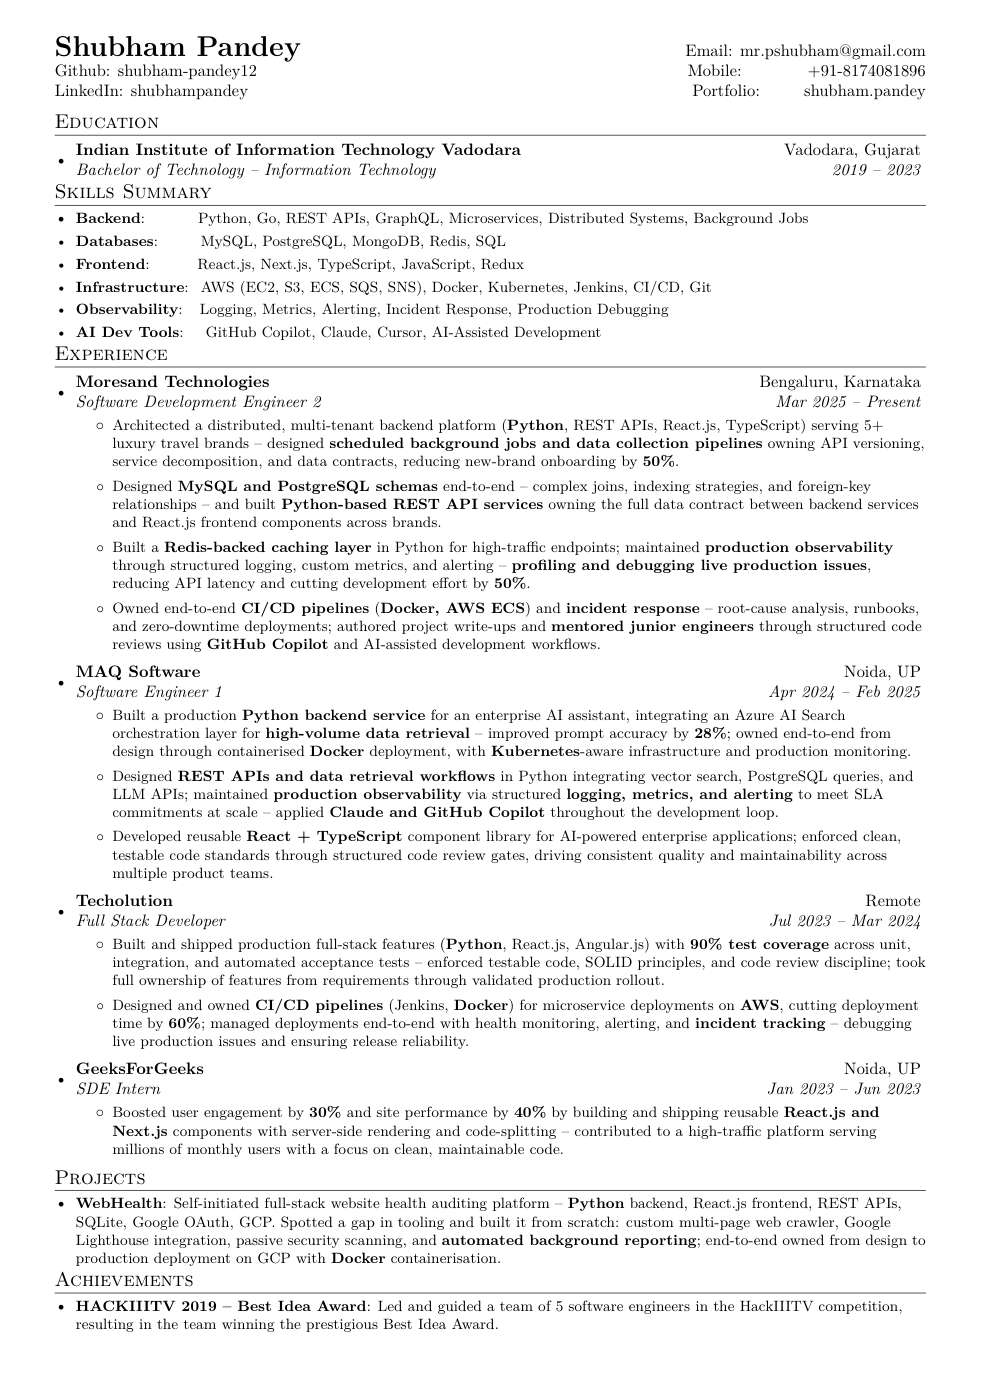 Shubham Pandey
Github: shubham-pandey12
LinkedIn: shubhampandey
Email: mr.pshubham@gmail.com
Mobile: +91-8174081896
Portfolio: shubham.pandey
Education
• Indian Institute of Information Technology Vadodara Vadodara, Gujarat
Bachelor of Technology – Information Technology 2019 – 2023
Skills Summary
• Backend: Python, Go, REST APIs, GraphQL, Microservices, Distributed Systems, Background Jobs
• Databases: MySQL, PostgreSQL, MongoDB, Redis, SQL
• Frontend: React.js, Next.js, TypeScript, JavaScript, Redux
• Infrastructure: AWS (EC2, S3, ECS, SQS, SNS), Docker, Kubernetes, Jenkins, CI/CD, Git
• Observability: Logging, Metrics, Alerting, Incident Response, Production Debugging
• AI Dev Tools: GitHub Copilot, Claude, Cursor, AI-Assisted Development
Experience
• Moresand Technologies Bengaluru, Karnataka
Software Development Engineer 2 Mar 2025 – Present
◦ Architected a distributed, multi-tenant backend platform (Python, REST APIs, React.js, TypeScript) serving 5+
luxury travel brands – designed scheduled background jobs and data collection pipelines owning API versioning,
service decomposition, and data contracts, reducing new-brand onboarding by 50%.
◦ Designed MySQL and PostgreSQL schemas end-to-end – complex joins, indexing strategies, and foreign-key
relationships – and built Python-based REST API services owning the full data contract between backend services
and React.js frontend components across brands.
◦ Built a Redis-backed caching layer in Python for high-traffic endpoints; maintained production observability
through structured logging, custom metrics, and alerting – profiling and debugging live production issues,
reducing API latency and cutting development effort by 50%.
◦ Owned end-to-end CI/CD pipelines (Docker, AWS ECS) and incident response – root-cause analysis, runbooks,
and zero-downtime deployments; authored project write-ups and mentored junior engineers through structured code
reviews using GitHub Copilot and AI-assisted development workflows.
• MAQ Software Noida, UP
Software Engineer 1 Apr 2024 – Feb 2025
◦ Built a production Python backend service for an enterprise AI assistant, integrating an Azure AI Search
orchestration layer for high-volume data retrieval – improved prompt accuracy by 28%; owned end-to-end from
design through containerised Docker deployment, with Kubernetes-aware infrastructure and production monitoring.
◦ Designed REST APIs and data retrieval workflows in Python integrating vector search, PostgreSQL queries, and
LLM APIs; maintained production observability via structured logging, metrics, and alerting to meet SLA
commitments at scale – applied Claude and GitHub Copilot throughout the development loop.
◦ Developed reusable React + TypeScript component library for AI-powered enterprise applications; enforced clean,
testable code standards through structured code review gates, driving consistent quality and maintainability across
multiple product teams.
• Techolution Remote
Full Stack Developer Jul 2023 – Mar 2024
◦ Built and shipped production full-stack features (Python, React.js, Angular.js) with 90% test coverage across unit,
integration, and automated acceptance tests – enforced testable code, SOLID principles, and code review discipline; took
full ownership of features from requirements through validated production rollout.
◦ Designed and owned CI/CD pipelines (Jenkins, Docker) for microservice deployments on AWS, cutting deployment
time by 60%; managed deployments end-to-end with health monitoring, alerting, and incident tracking – debugging
live production issues and ensuring release reliability.
• GeeksForGeeks Noida, UP
SDE Intern Jan 2023 – Jun 2023
◦ Boosted user engagement by 30% and site performance by 40% by building and shipping reusable React.js and
Next.js components with server-side rendering and code-splitting – contributed to a high-traffic platform serving
millions of monthly users with a focus on clean, maintainable code.
Projects
• WebHealth: Self-initiated full-stack website health auditing platform – Python backend, React.js frontend, REST APIs,
SQLite, Google OAuth, GCP. Spotted a gap in tooling and built it from scratch: custom multi-page web crawler, Google
Lighthouse integration, passive security scanning, and automated background reporting; end-to-end owned from design to
production deployment on GCP with Docker containerisation.
Achievements
• HACKIIITV 2019 – Best Idea Award: Led and guided a team of 5 software engineers in the HackIIITV competition,
resulting in the team winning the prestigious Best Idea Award.